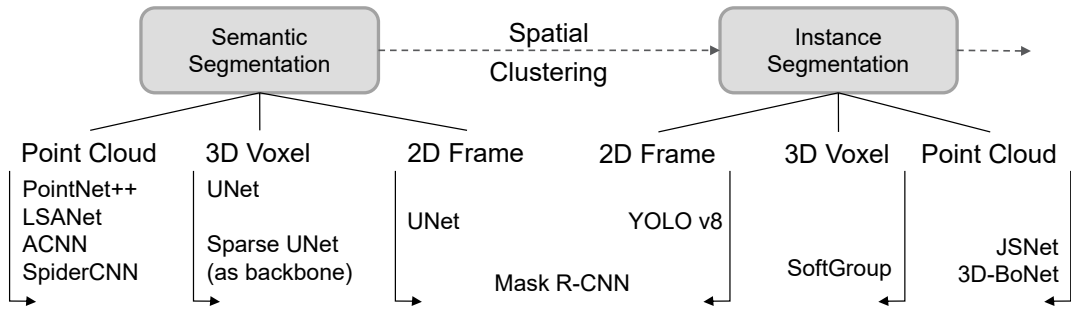 Semantic
Segmentation
Spatial
Clustering
Instance
Segmentation
Point Cloud
3D Voxel
2D Frame
2D Frame
3D Voxel
Point Cloud
PointNet++
LSANet
ACNN
SpiderCNN
UNet
Sparse UNet
(as backbone)
UNet
Mask R-CNN
YOLO v8
SoftGroup
JSNet
3D-BoNet